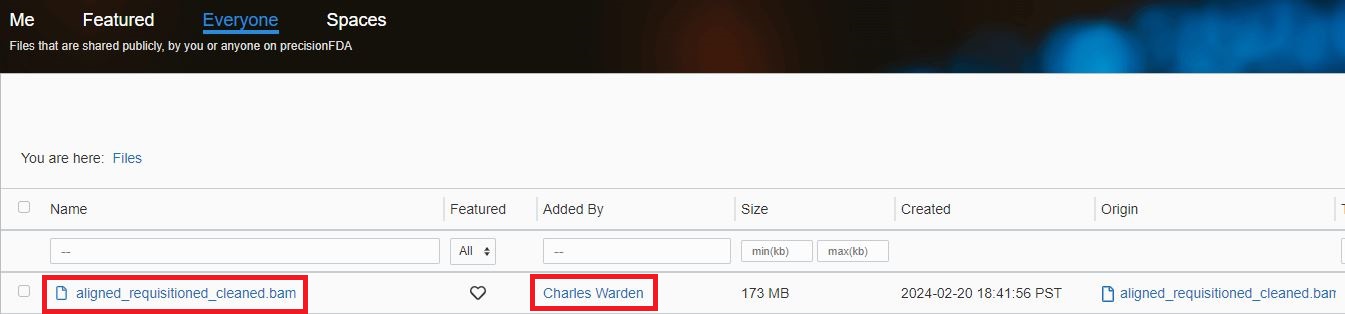 Me Featured Everyone Spaces
Files that are shared publicly, by you or anyone on precisionFDA
You are here: Files
Name Featured Added By Size Created Origin
-- All -- min(kb) max(kb)
aligned_requisitioned_cleaned.bam Charles Warden 173 MB 2024-02-20 18:41:56 PST aligned_requisitioned_cleaned.bam